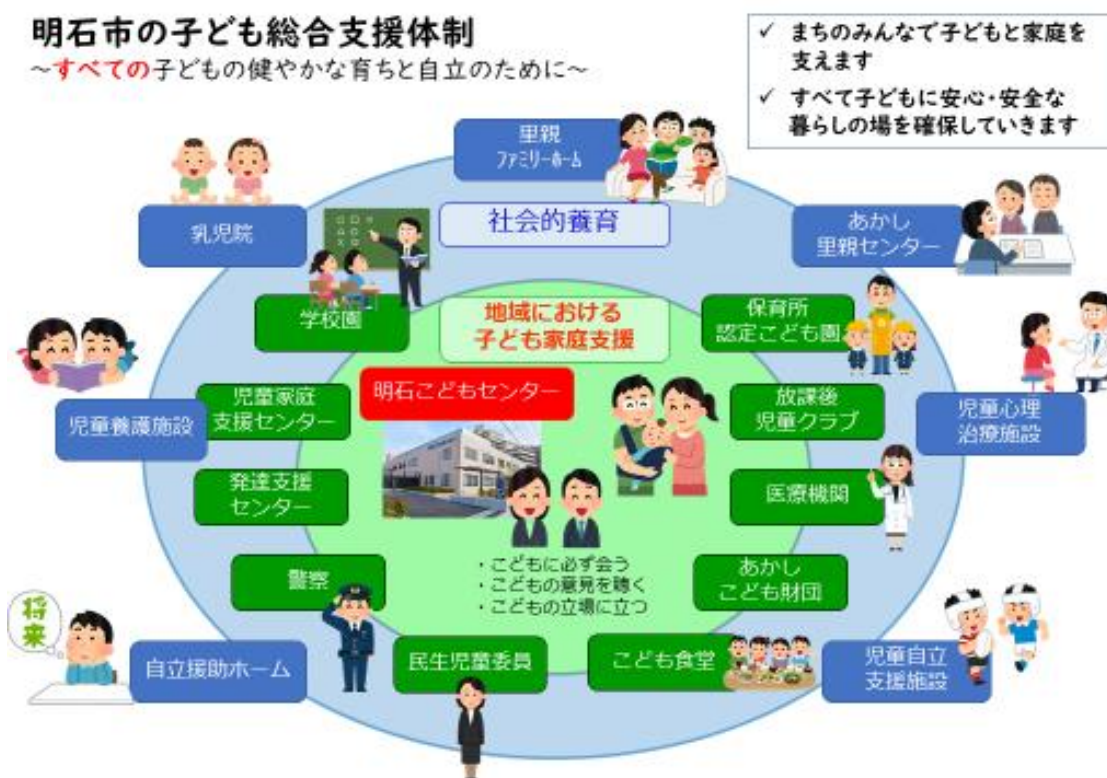 明石市の子ども総合支援体制
～すべての子どもの健やかな育ちと自立のために～
✓ まちのみんなで子どもと家庭を
支えます
✓ すべて子どもに安心・安全な
暮らしの場を確保していきます
里親
ファミリーホーム
乳児院
社会的養育
あかし
里親センター
学校園
地域における
子ども家庭支援
保育所
認定こども園
明石こどもセンター
児童養護施設
児童家庭
支援センター
放課後
児童クラブ
児童心理
治療施設
発達支援
センター
医療機関
警察
・こどもに必ず会う
・こどもの意見を聴く
・こどもの立場に立つ
あかし
こども財団
将来
自立援助ホーム
民生児童委員
こども食堂
児童自立
支援施設